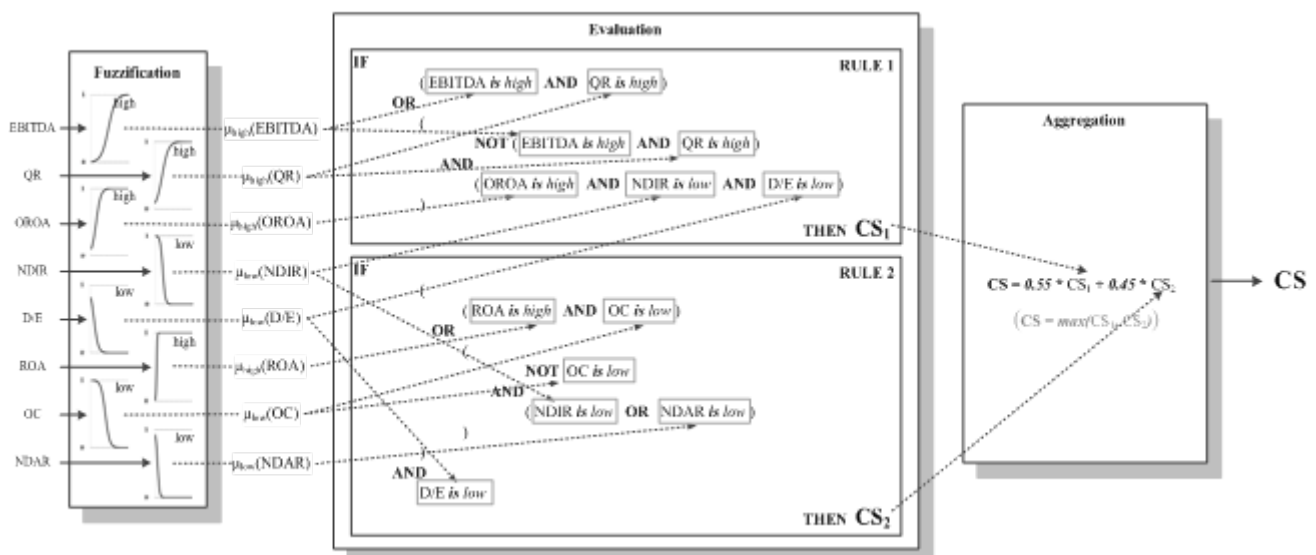 Evaluation
Fuzzification
Aggregation
EBITDA
QR
OROA
NDIR
D/E
ROA
OC
NDAR
high
high
high
low
low
high
low
low
μhigh(EBITDA)
μhigh(QR)
μhigh(OROA)
μlow(NDIR)
μlow(D/E)
μhigh(ROA)
μlow(OC)
μlow(NDAR)
IF
RULE 1
(EBITDA is high AND QR is high)
OR
(
NOT (EBITDA is high AND QR is high)
AND
(OROA is high AND NDIR is low AND D/E is low)
)
THEN CS1
IF
RULE 2
(
(ROA is high AND OC is low)
OR
(
NOT OC is low
AND
(NDIR is low OR NDAR is low)
)
)
AND
D/E is low
THEN CS2
CS = 0.55 * CS1 + 0.45 * CS2
(CS = max(CS1, CS2))
CS